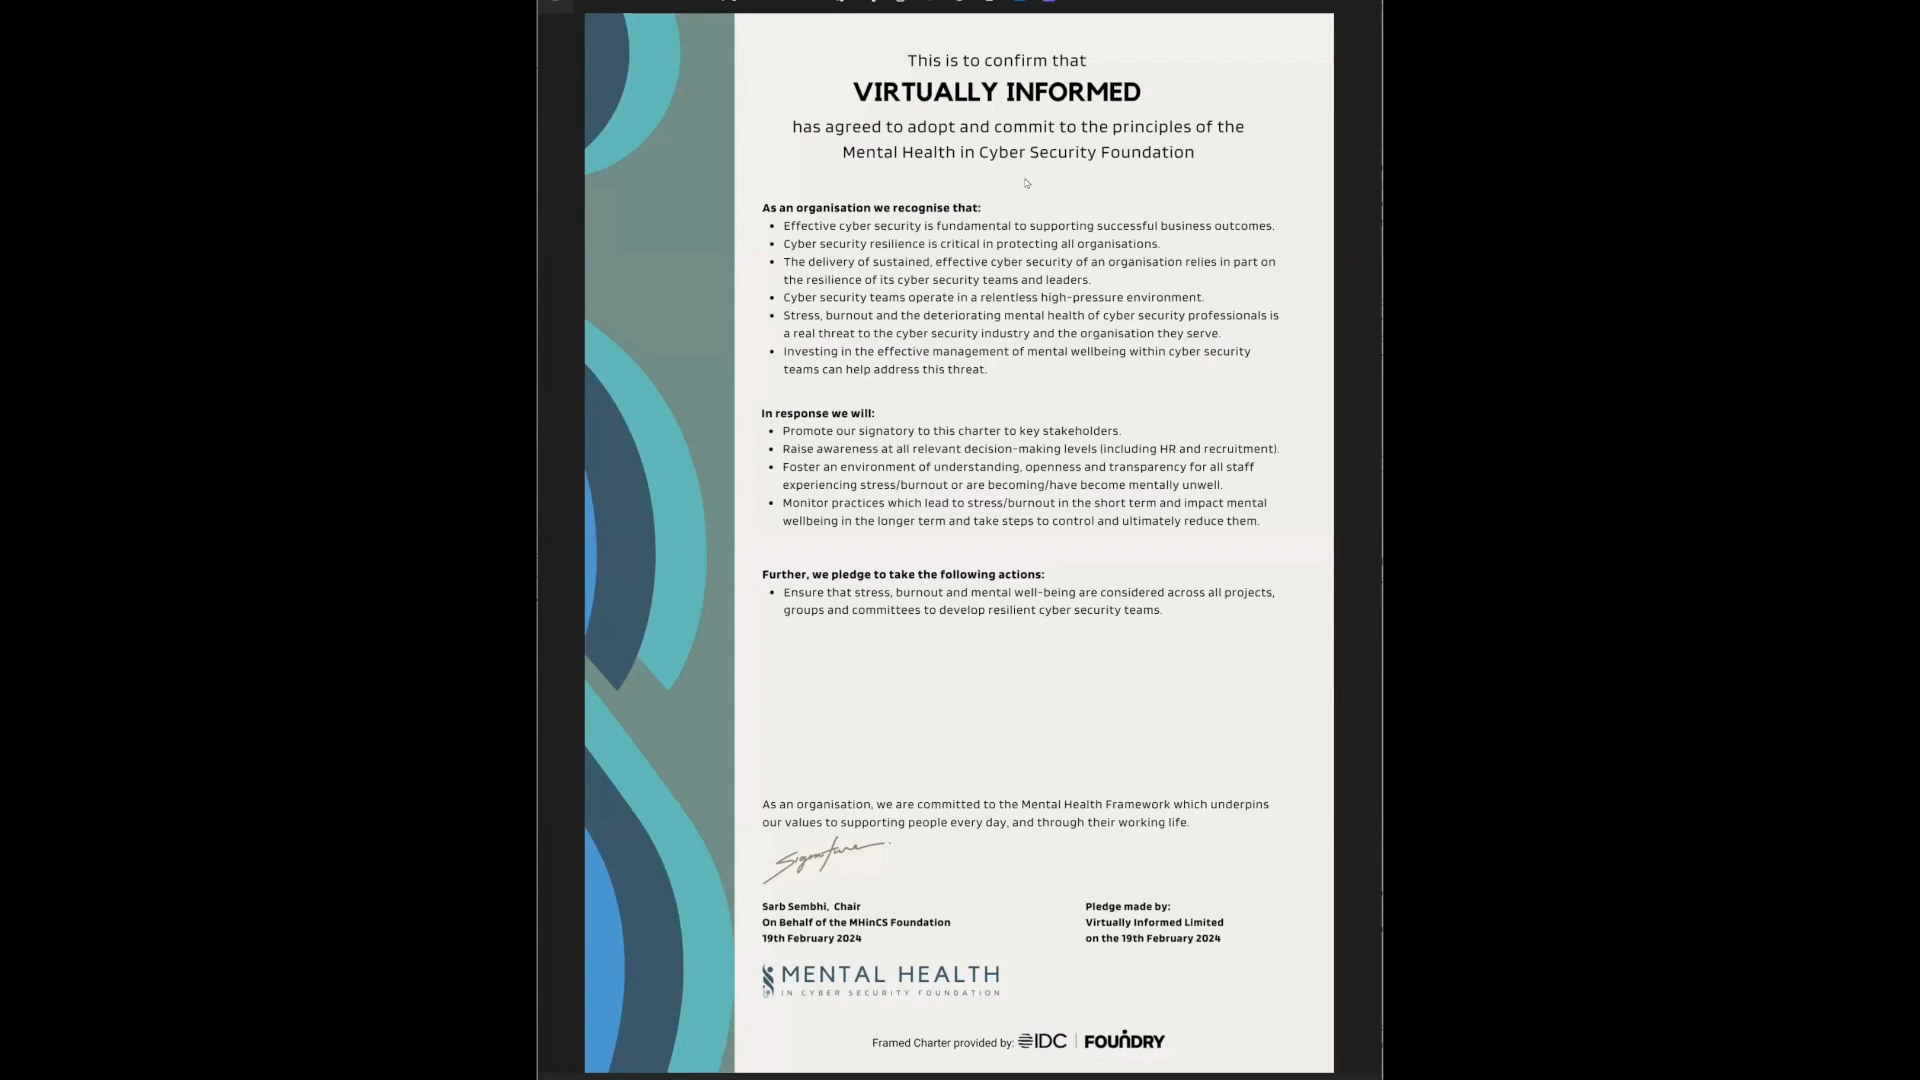 This is to confirm that
VIRTUALLY INFORMED
has agreed to adopt and commit to the principles of the
Mental Health in Cyber Security Foundation
As an organisation we recognise that:
• Effective cyber security is fundamental to supporting successful business outcomes.
• Cyber security resilience is critical in protecting all organisations.
• The delivery of sustained, effective cyber security of an organisation relies in part on
the resilience of its cyber security teams and leaders.
• Cyber security teams operate in a relentless high-pressure environment.
• Stress, burnout and the deteriorating mental health of cyber security professionals is
a real threat to the cyber security industry and the organisation they serve.
• Investing in the effective management of mental wellbeing within cyber security
teams can help address this threat.
In response we will:
• Promote our signatory to this charter to key stakeholders.
• Raise awareness at all relevant decision-making levels (including HR and recruitment).
• Foster an environment of understanding, openness and transparency for all staff
experiencing stress/burnout or are becoming/have become mentally unwell.
• Monitor practices which lead to stress/burnout in the short term and impact mental
wellbeing in the longer term and take steps to control and ultimately reduce them.
Further, we pledge to take the following actions:
• Ensure that stress, burnout and mental well-being are considered across all projects,
groups and committees to develop resilient cyber security teams.
As an organisation, we are committed to the Mental Health Framework which underpins
our values to supporting people every day, and through their working life.
Signature
Sarb Sembhi, Chair
On Behalf of the MHinCS Foundation
19th February 2024
Pledge made by:
Virtually Informed Limited
on the 19th February 2024
MENTAL HEALTH
IN CYBER SECURITY FOUNDATION
Framed Charter provided by: IDC | FOUNDRY